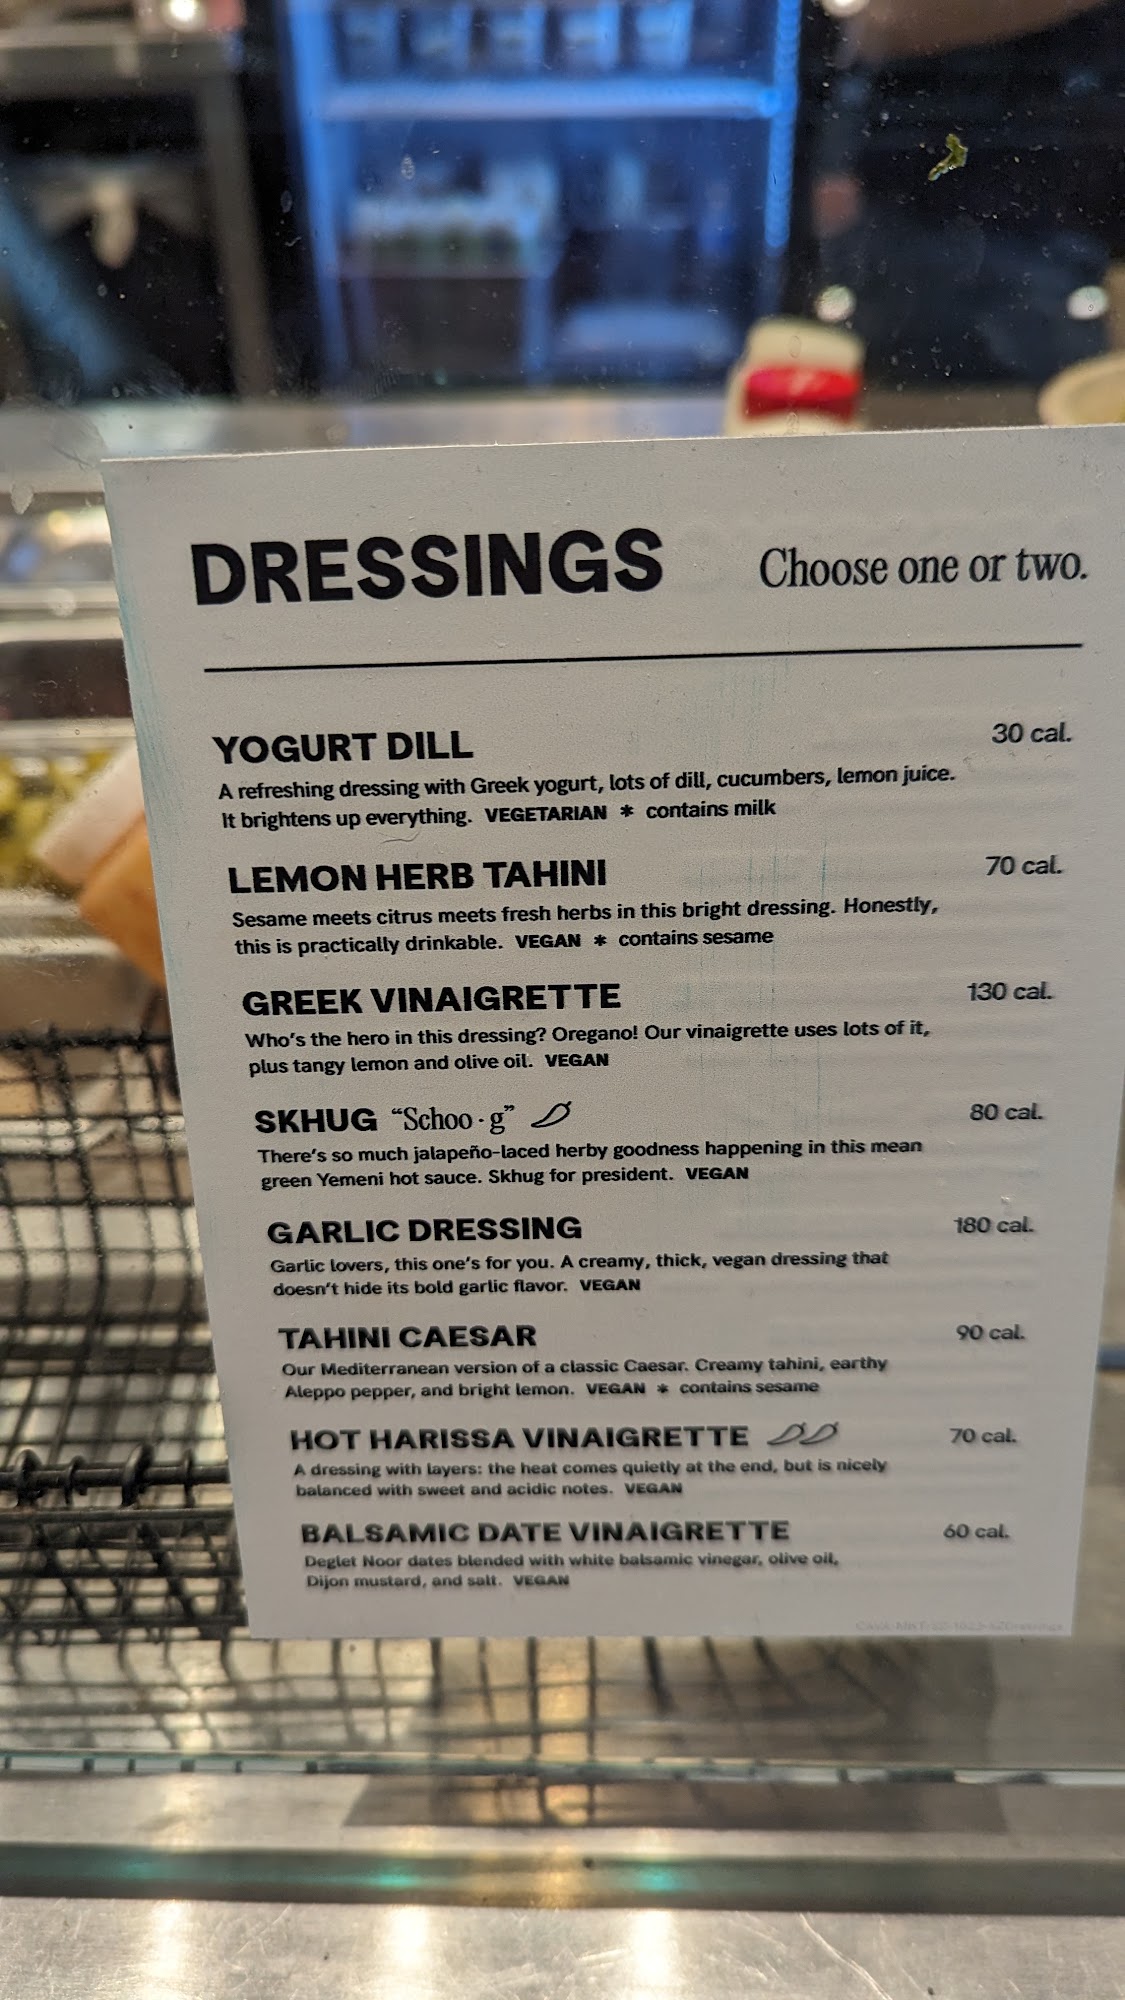 DRESSINGS Choose one or two.
YOGURT DILL 30 cal.
A refreshing dressing with Greek yogurt, lots of dill, cucumbers, lemon juice.
It brightens up everything. VEGETARIAN * contains milk
LEMON HERB TAHINI 70 cal.
Sesame meets citrus meets fresh herbs in this bright dressing. Honestly,
this is practically drinkable. VEGAN * contains sesame
GREEK VINAIGRETTE 130 cal.
Who's the hero in this dressing? Oregano! Our vinaigrette uses lots of it,
plus tangy lemon and olive oil. VEGAN
SKHUG “Schoo · g” 80 cal.
There's so much jalapeño-laced herby goodness happening in this mean
green Yemeni hot sauce. Skhug for president. VEGAN
GARLIC DRESSING 180 cal.
Garlic lovers, this one's for you. A creamy, thick, vegan dressing that
doesn't hide its bold garlic flavor. VEGAN
TAHINI CAESAR 90 cal.
Our Mediterranean version of a classic Caesar. Creamy tahini, earthy
Aleppo pepper, and bright lemon. VEGAN * contains sesame
HOT HARISSA VINAIGRETTE 70 cal.
A dressing with layers: the heat comes quietly at the end, but is nicely
balanced with sweet and acidic notes. VEGAN
BALSAMIC DATE VINAIGRETTE 60 cal.
Deglet Noor dates blended with white balsamic vinegar, olive oil,
Dijon mustard, and salt. VEGAN